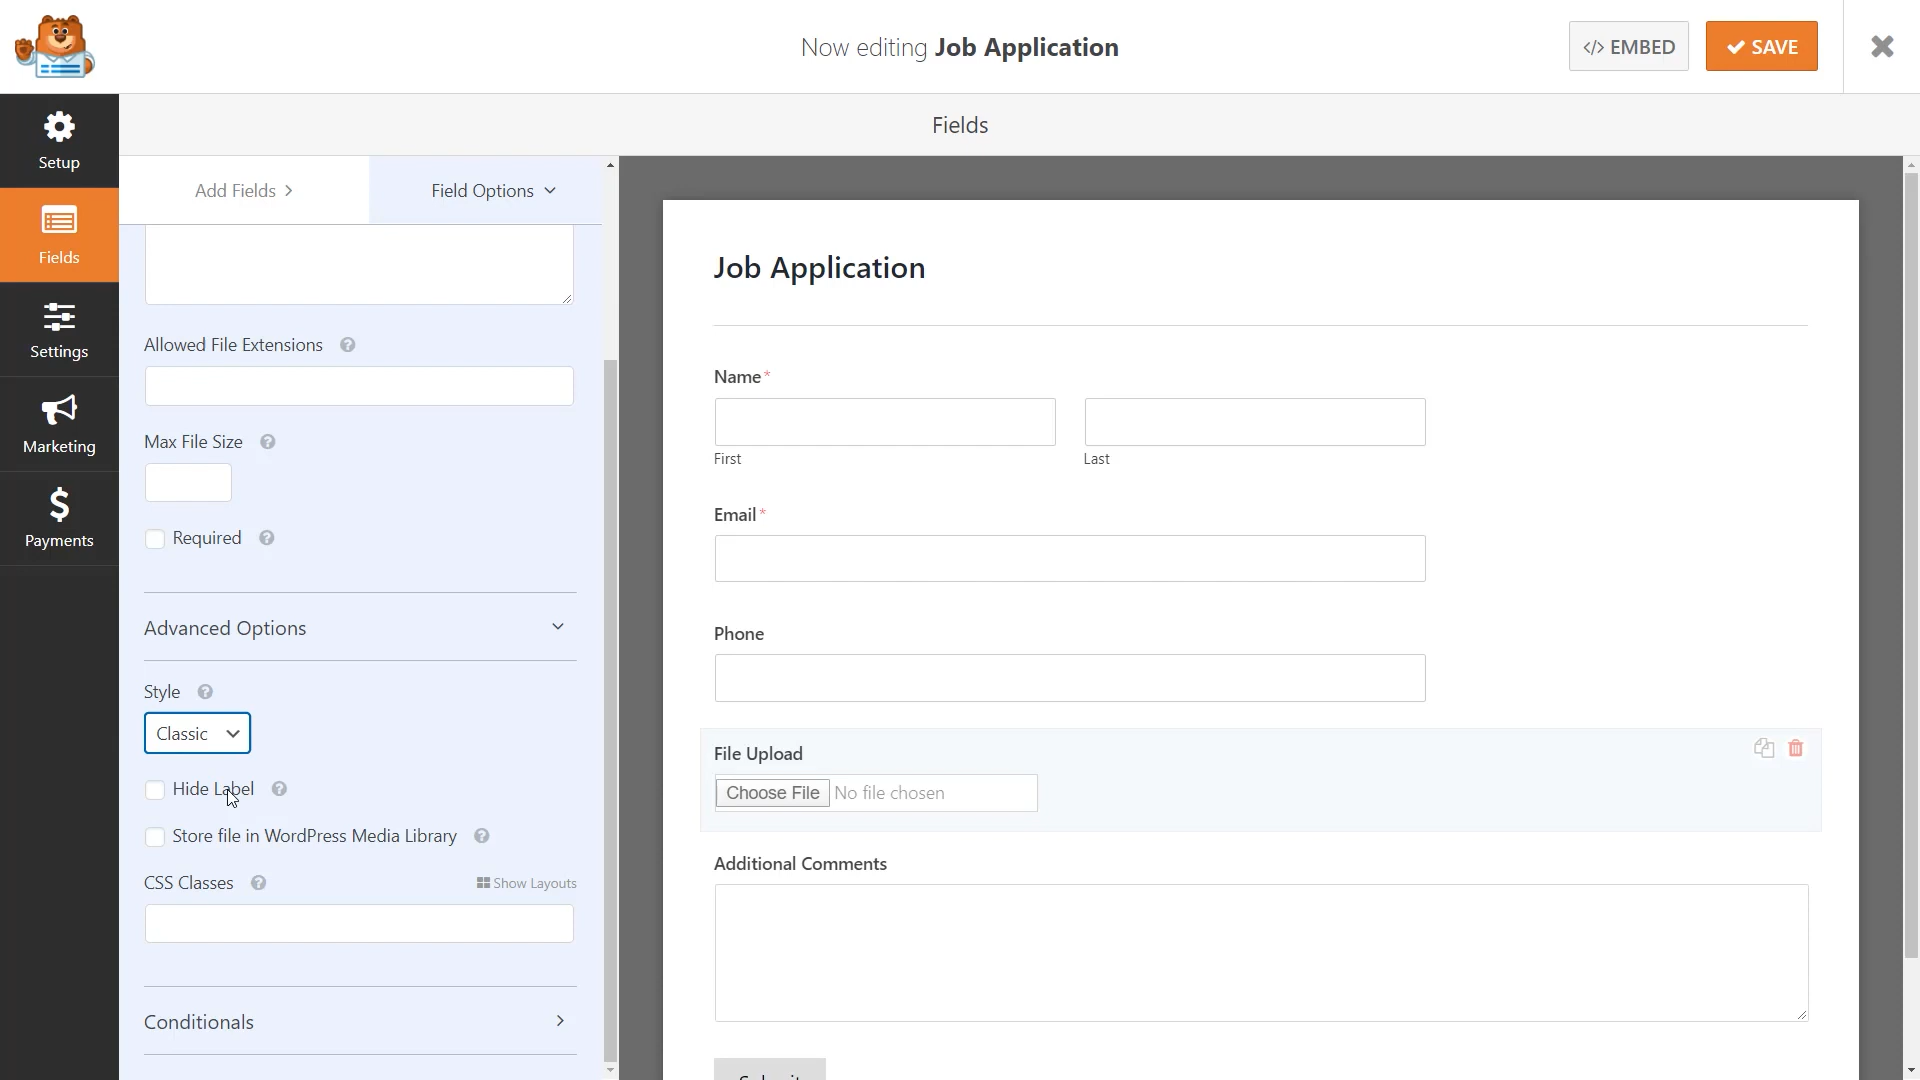 Now editing Job Application
</> EMBED
SAVE
Fields
Setup
Fields
Settings
Marketing
Payments
Add Fields
Field Options
Allowed File Extensions
Max File Size
Required
Advanced Options
Style
Classic
Hide Label
Store file in WordPress Media Library
CSS Classes
Show Layouts
Conditionals
Job Application
Name*
First
Last
Email*
Phone
File Upload
Choose File No file chosen
Additional Comments
Submit